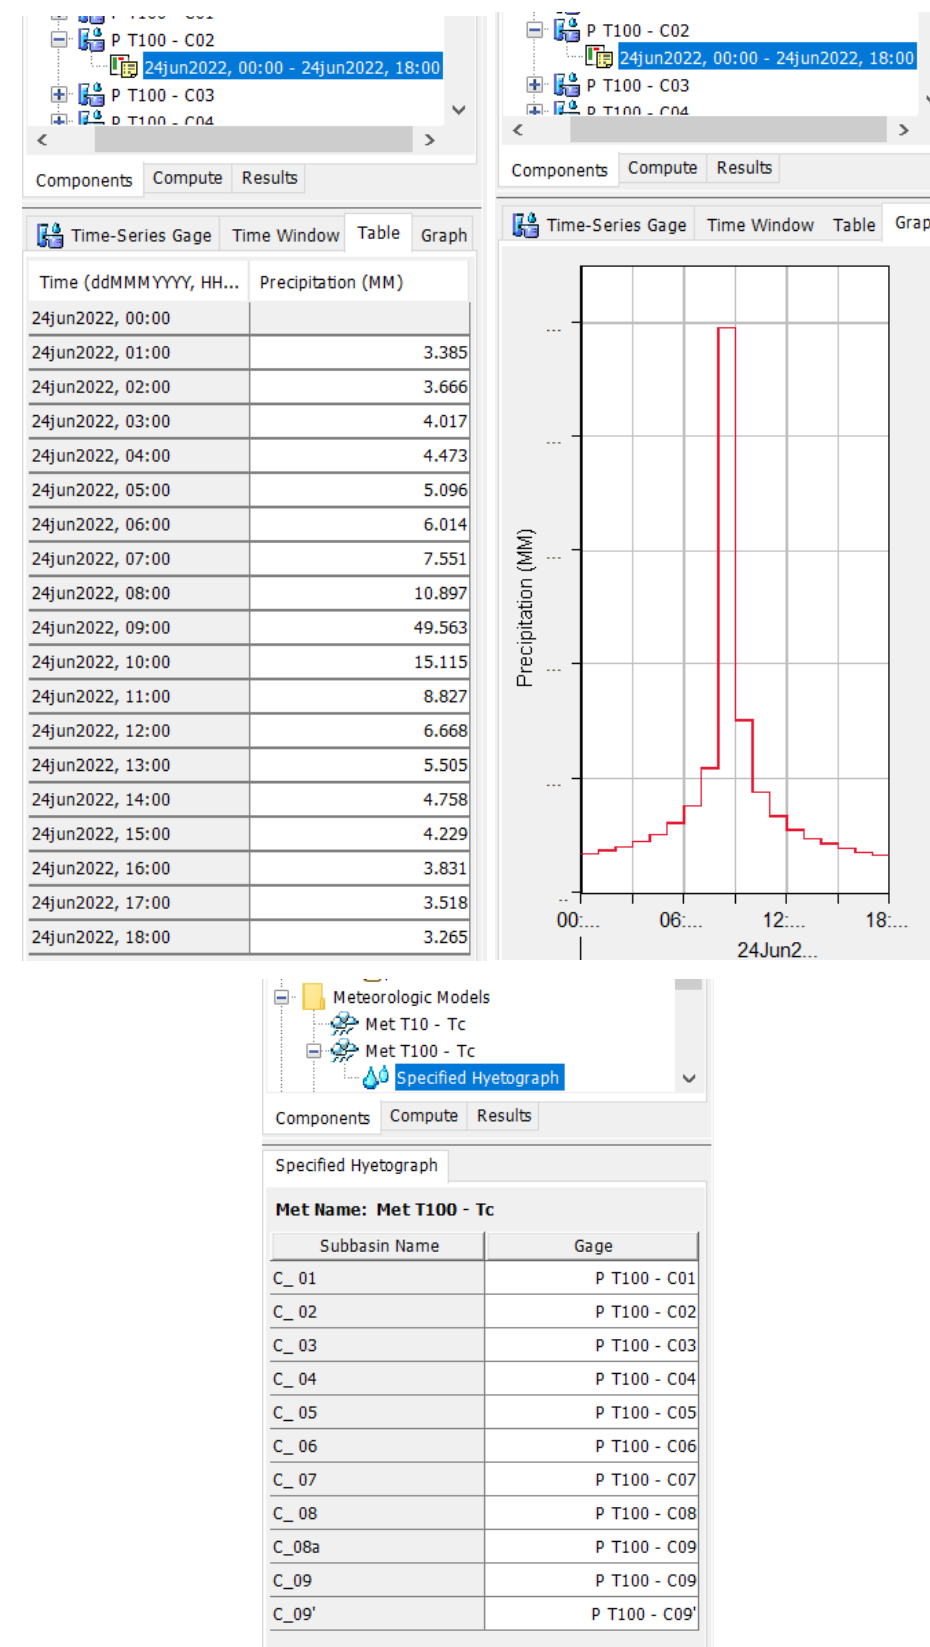 P T100 - C02
24jun2022, 00:00 - 24jun2022, 18:00
P T100 - C03
P T100 - C04
Components Compute Results
Time-Series Gage Time Window Table Graph
Time (ddMMMYYYY, HH... Precipitation (MM)
24jun2022, 00:00
24jun2022, 01:00 3.385
24jun2022, 02:00 3.666
24jun2022, 03:00 4.017
24jun2022, 04:00 4.473
24jun2022, 05:00 5.096
24jun2022, 06:00 6.014
24jun2022, 07:00 7.551
24jun2022, 08:00 10.897
24jun2022, 09:00 49.563
24jun2022, 10:00 15.115
24jun2022, 11:00 8.827
24jun2022, 12:00 6.668
24jun2022, 13:00 5.505
24jun2022, 14:00 4.758
24jun2022, 15:00 4.229
24jun2022, 16:00 3.831
24jun2022, 17:00 3.518
24jun2022, 18:00 3.265
P T100 - C02
24jun2022, 00:00 - 24jun2022, 18:00
P T100 - C03
P T100 - C04
Components Compute Results
Time-Series Gage Time Window Table Grap
...
...
...
...
...
..
Precipitation (MM)
00:... 06:... 12:... 18:...
24Jun2...
Meteorologic Models
Met T10 - Tc
Met T100 - Tc
Specified Hyetograph
Components Compute Results
Specified Hyetograph
Met Name: Met T100 - Tc
Subbasin Name Gage
C_ 01 P T100 - C01
C_ 02 P T100 - C02
C_ 03 P T100 - C03
C_ 04 P T100 - C04
C_ 05 P T100 - C05
C_ 06 P T100 - C06
C_ 07 P T100 - C07
C_ 08 P T100 - C08
C_08a P T100 - C09
C_09 P T100 - C09
C_09' P T100 - C09'